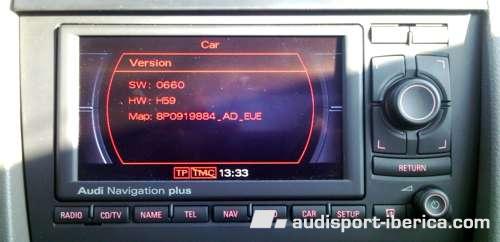 Car
Version
SW: 0660
HW: H59
Map: 8P0919884_AD_EUE
TP TMC 13:33
Audi Navigation plus
RETURN
RADIO CD/TV NAME TEL NAV CAR SETUP
audisport-iberica.com